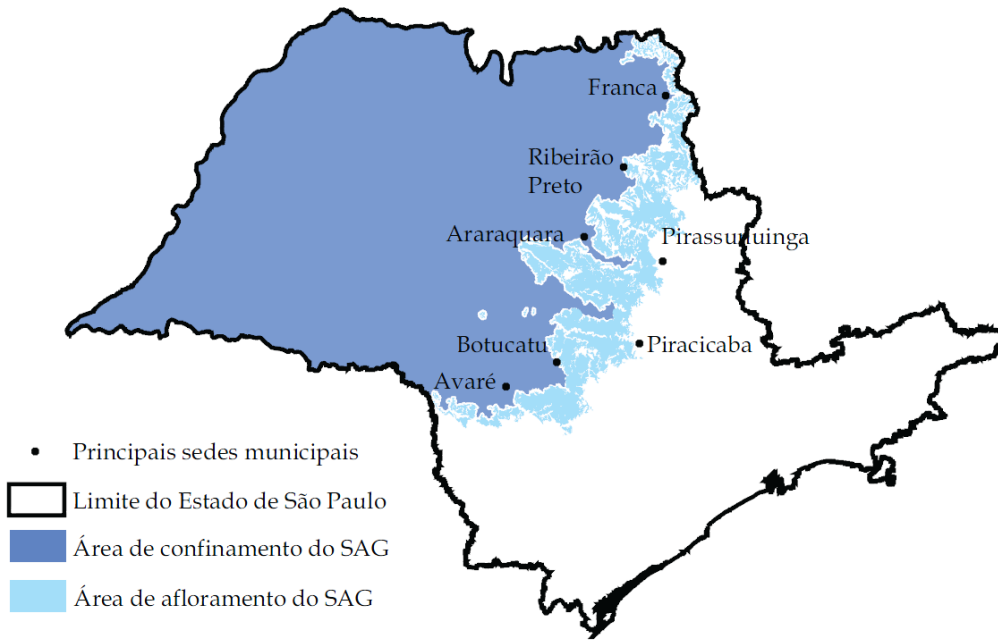 Franca
Ribeirão
Preto
Araraquara
Pirassununga
Botucatu
Piracicaba
Avaré
Principais sedes municipais
Limite do Estado de São Paulo
Área de confinamento do SAG
Área de afloramento do SAG